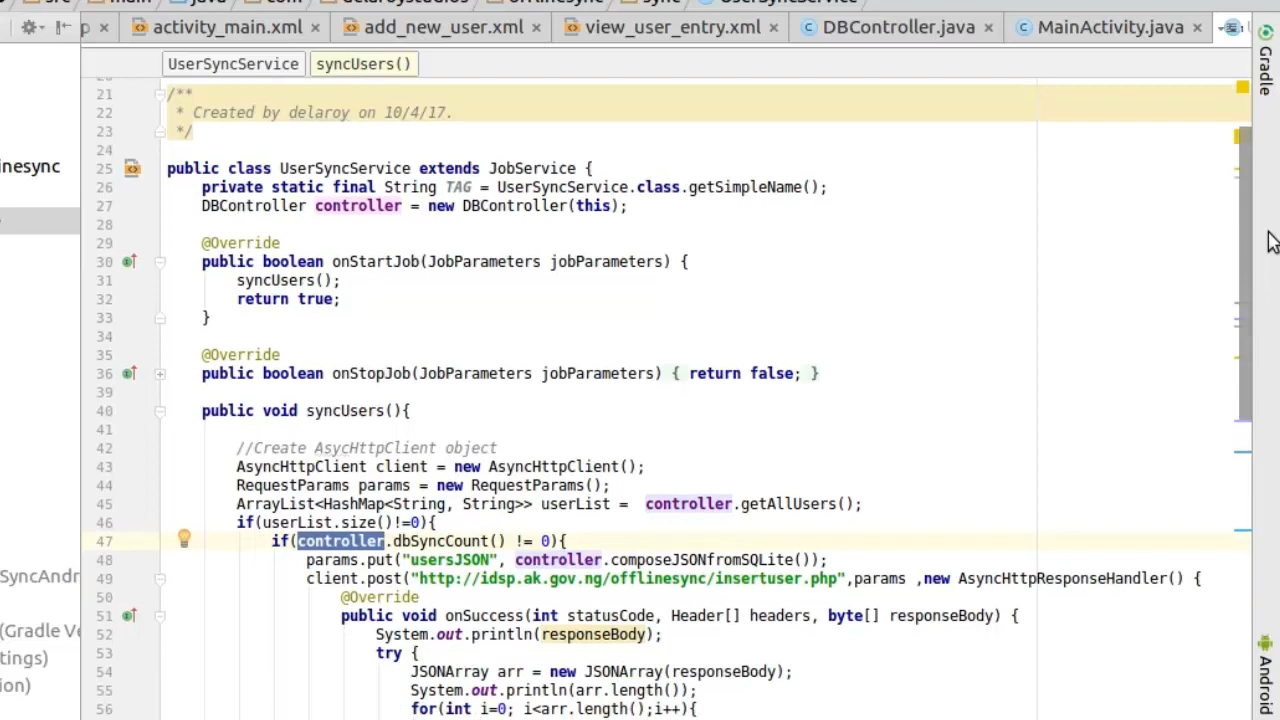 src main java com delaroystudios offlinesync sync UserSyncService
p activity_main.xml add_new_user.xml view_user_entry.xml DBController.java MainActivity.java
UserSyncService syncUsers()
Gradle
inesync
SyncAndr
(Gradle Ve
tings)
ion)
21 /**
22 * Created by delaroy on 10/4/17.
23 */
24
25 public class UserSyncService extends JobService {
26 private static final String TAG = UserSyncService.class.getSimpleName();
27 DBController controller = new DBController(this);
28
29 @Override
30 public boolean onStartJob(JobParameters jobParameters) {
31 syncUsers();
32 return true;
33 }
34
35 @Override
36 public boolean onStopJob(JobParameters jobParameters) { return false; }
39
40 public void syncUsers(){
41
42 //Create AsycHttpClient object
43 AsyncHttpClient client = new AsyncHttpClient();
44 RequestParams params = new RequestParams();
45 ArrayList<HashMap<String, String>> userList =  controller.getAllUsers();
46 if(userList.size()!=0){
47 if(controller.dbSyncCount() != 0){
48 params.put("usersJSON", controller.composeJSONfromSQLite());
49 client.post("http://idsp.ak.gov.ng/offlinesync/insertuser.php",params ,new AsyncHttpResponseHandler() {
50 @Override
51 public void onSuccess(int statusCode, Header[] headers, byte[] responseBody) {
52 System.out.println(responseBody);
53 try {
54 JSONArray arr = new JSONArray(responseBody);
55 System.out.println(arr.length());
56 for(int i=0; i<arr.length();i++){
Android